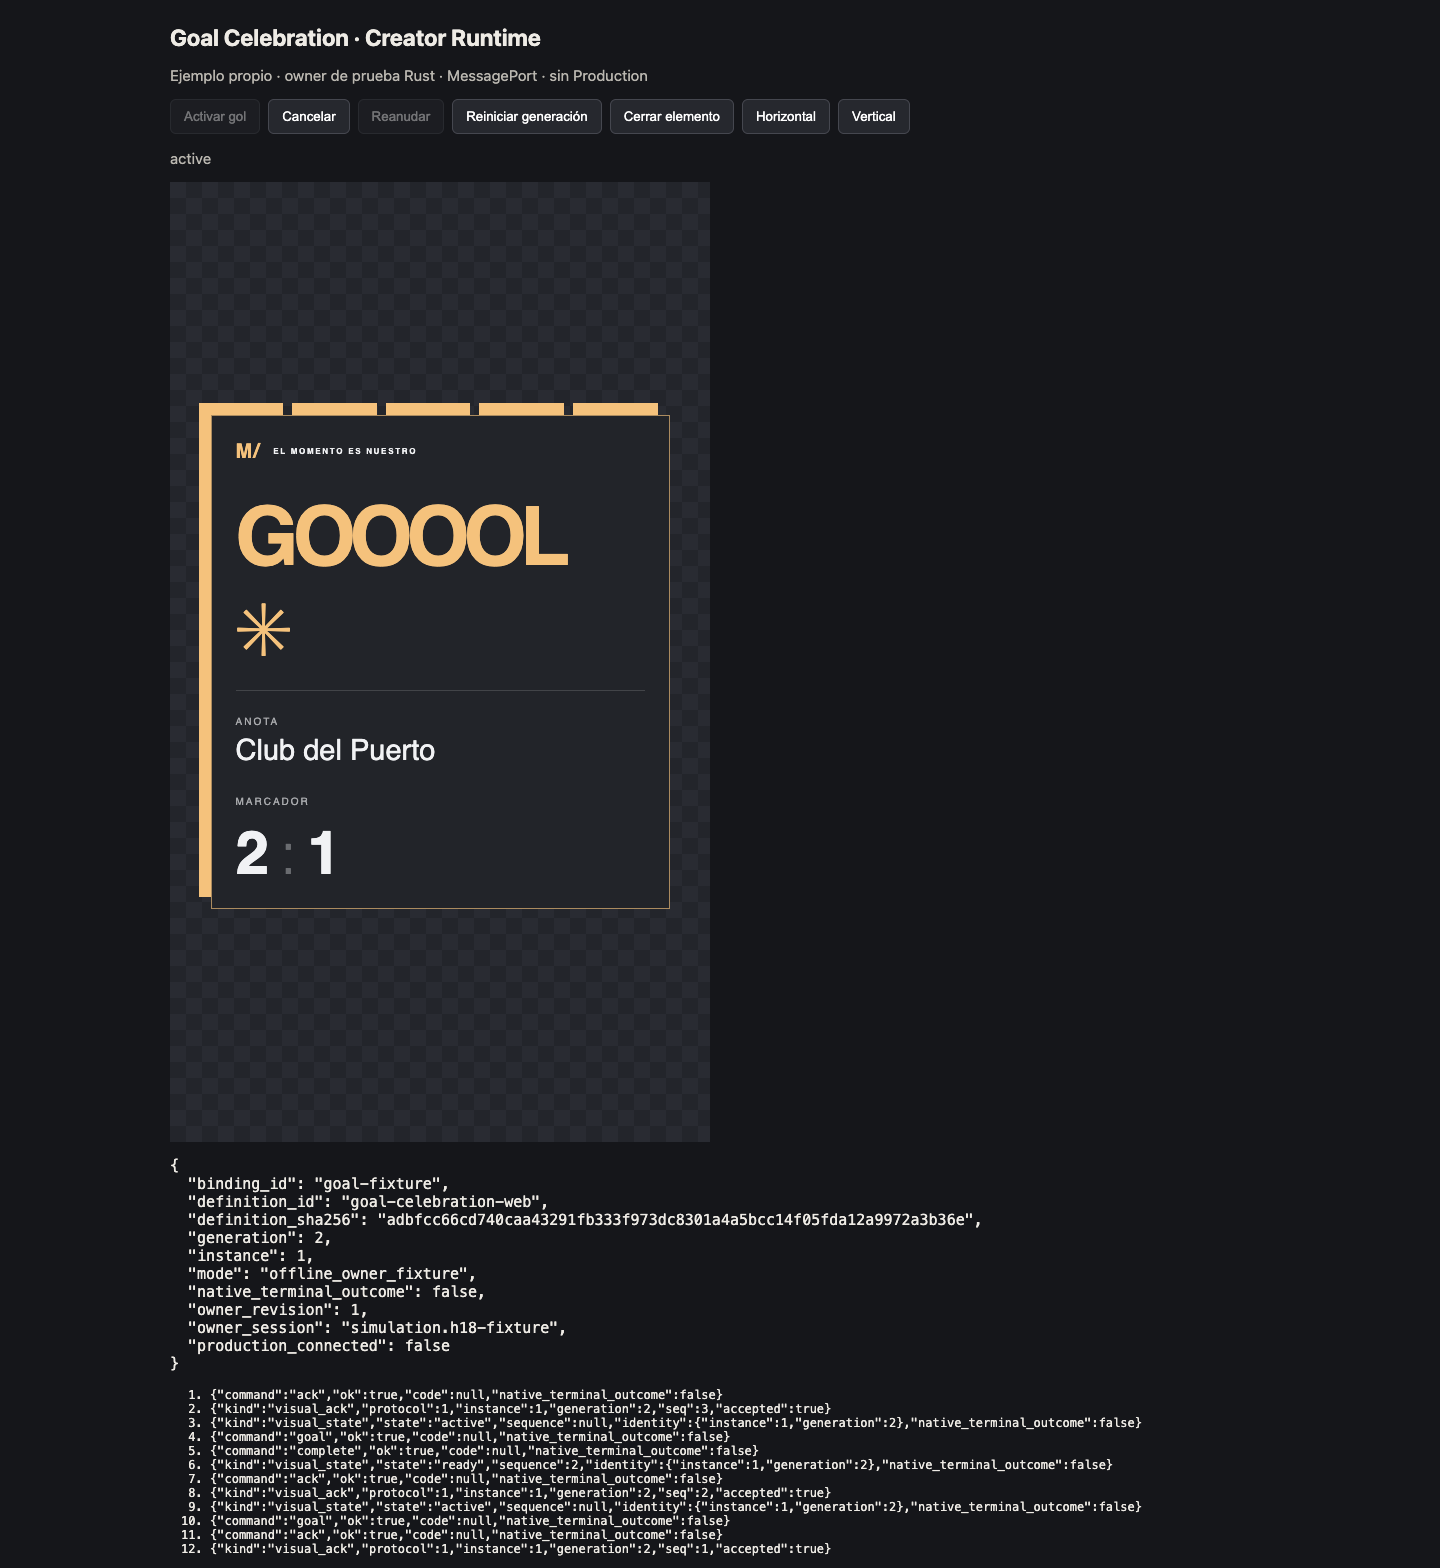 Goal Celebration · Creator Runtime
Ejemplo propio · owner de prueba Rust · MessagePort · sin Production
Activar gol Cancelar Reanudar Reiniciar generación Cerrar elemento Horizontal Vertical
active
M/ EL MOMENTO ES NUESTRO
GOOOOL
ANOTA
Club del Puerto
MARCADOR
2 : 1
{
"binding_id": "goal-fixture",
"definition_id": "goal-celebration-web",
"definition_sha256": "adbfcc66cd740caa43291fb333f973dc8301a4a5bcc14f05fda12a9972a3b36e",
"generation": 2,
"instance": 1,
"mode": "offline_owner_fixture",
"native_terminal_outcome": false,
"owner_revision": 1,
"owner_session": "simulation.h18-fixture",
"production_connected": false
}
1. {"command":"ack","ok":true,"code":null,"native_terminal_outcome":false}
2. {"kind":"visual_ack","protocol":1,"instance":1,"generation":2,"seq":3,"accepted":true}
3. {"kind":"visual_state","state":"active","sequence":null,"identity":{"instance":1,"generation":2},"native_terminal_outcome":false}
4. {"command":"goal","ok":true,"code":null,"native_terminal_outcome":false}
5. {"command":"complete","ok":true,"code":null,"native_terminal_outcome":false}
6. {"kind":"visual_state","state":"ready","sequence":2,"identity":{"instance":1,"generation":2},"native_terminal_outcome":false}
7. {"command":"ack","ok":true,"code":null,"native_terminal_outcome":false}
8. {"kind":"visual_ack","protocol":1,"instance":1,"generation":2,"seq":2,"accepted":true}
9. {"kind":"visual_state","state":"active","sequence":null,"identity":{"instance":1,"generation":2},"native_terminal_outcome":false}
10. {"command":"goal","ok":true,"code":null,"native_terminal_outcome":false}
11. {"command":"ack","ok":true,"code":null,"native_terminal_outcome":false}
12. {"kind":"visual_ack","protocol":1,"instance":1,"generation":2,"seq":1,"accepted":true}